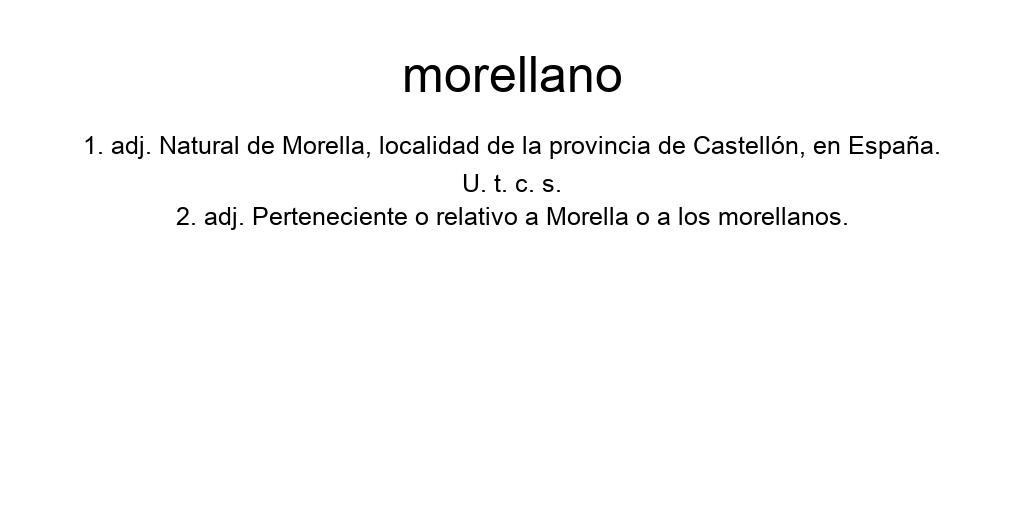 morellano
1. adj. Natural de Morella, localidad de la provincia de Castellón, en España.
U. t. c. s.
2. adj. Perteneciente o relativo a Morella o a los morellanos.